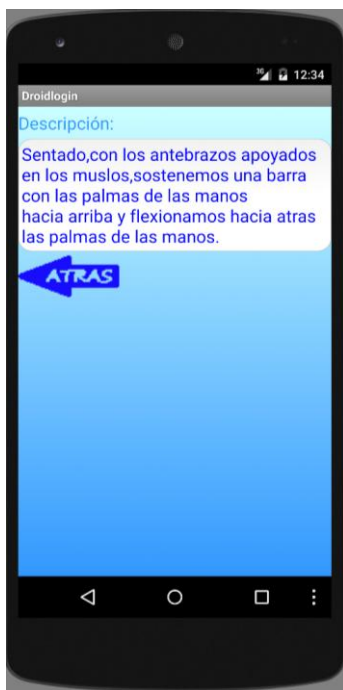 3G 12:34
Droidlogin
Descripción:
Sentado,con los antebrazos apoyados
en los muslos,sostenemos una barra
con las palmas de las manos
hacia arriba y flexionamos hacia atras
las palmas de las manos.
ATRAS